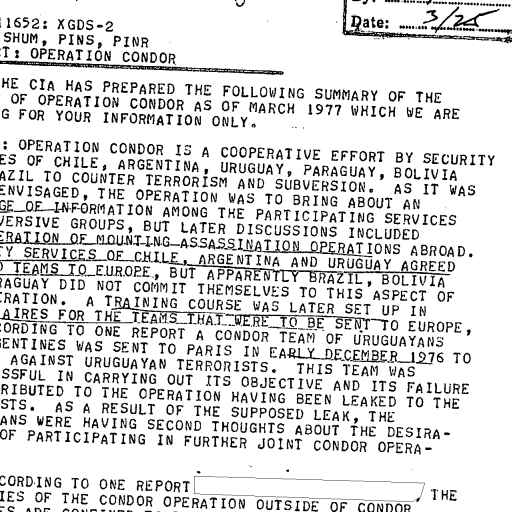 Date: 3/25
11652: XGDS-2
SHUM, PINS, PINR
CT: OPERATION CONDOR
HE CIA HAS PREPARED THE FOLLOWING SUMMARY OF THE
OF OPERATION CONDOR AS OF MARCH 1977 WHICH WE ARE
G FOR YOUR INFORMATION ONLY.
: OPERATION CONDOR IS A COOPERATIVE EFFORT BY SECURITY
ES OF CHILE, ARGENTINA, URUGUAY, PARAGUAY, BOLIVIA
AZIL TO COUNTER TERRORISM AND SUBVERSION. AS IT WAS
ENVISAGED, THE OPERATION WAS TO BRING ABOUT AN
GE OF INFORMATION AMONG THE PARTICIPATING SERVICES
VERSIVE GROUPS, BUT LATER DISCUSSIONS INCLUDED
ERATION OF MOUNTING ASSASSINATION OPERATIONS ABROAD.
TY SERVICES OF CHILE, ARGENTINA AND URUGUAY AGREED
D TEAMS TO EUROPE, BUT APPARENTLY BRAZIL, BOLIVIA
RAGUAY DID NOT COMMIT THEMSELVES TO THIS ASPECT OF
ERATION. A TRAINING COURSE WAS LATER SET UP IN
AIRES FOR THE TEAMS THAT WERE TO BE SENT TO EUROPE,
CORDING TO ONE REPORT A CONDOR TEAM OF URUGUAYANS
GENTINES WAS SENT TO PARIS IN EARLY DECEMBER 1976 TO
AGAINST URUGUAYAN TERRORISTS. THIS TEAM WAS
SSFUL IN CARRYING OUT ITS OBJECTIVE AND ITS FAILURE
RIBUTED TO THE OPERATION HAVING BEEN LEAKED TO THE
STS. AS A RESULT OF THE SUPPOSED LEAK, THE
ANS WERE HAVING SECOND THOUGHTS ABOUT THE DESIRA-
OF PARTICIPATING IN FURTHER JOINT CONDOR OPERA-
CORDING TO ONE REPORT , THE
IES OF THE CONDOR OPERATION OUTSIDE OF CONDOR